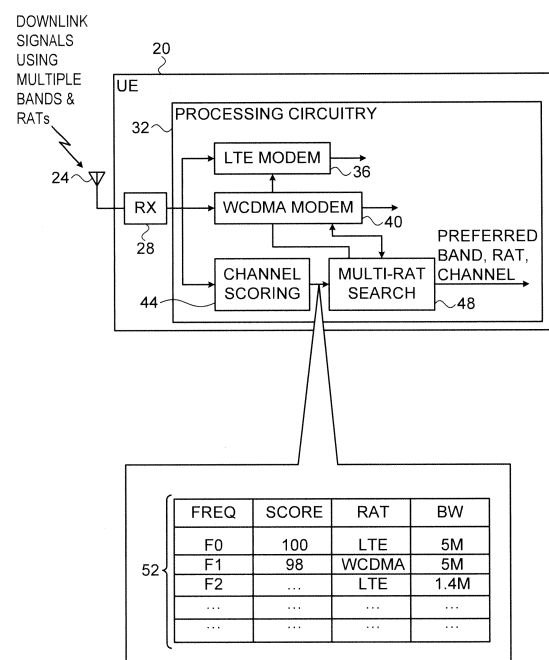 DOWNLINK
SIGNALS
USING
MULTIPLE
BANDS &
RATs
20
UE
PROCESSING CIRCUITRY
32
LTE MODEM
36
24
RX
28
WCDMA MODEM
40
PREFERRED
BAND, RAT,
CHANNEL
CHANNEL
SCORING
44
MULTI-RAT
SEARCH
48
52
FREQ SCORE RAT BW
F0 100 LTE 5M
F1 98 WCDMA 5M
F2 ... LTE 1.4M
... ... ... ...
... ... ... ...